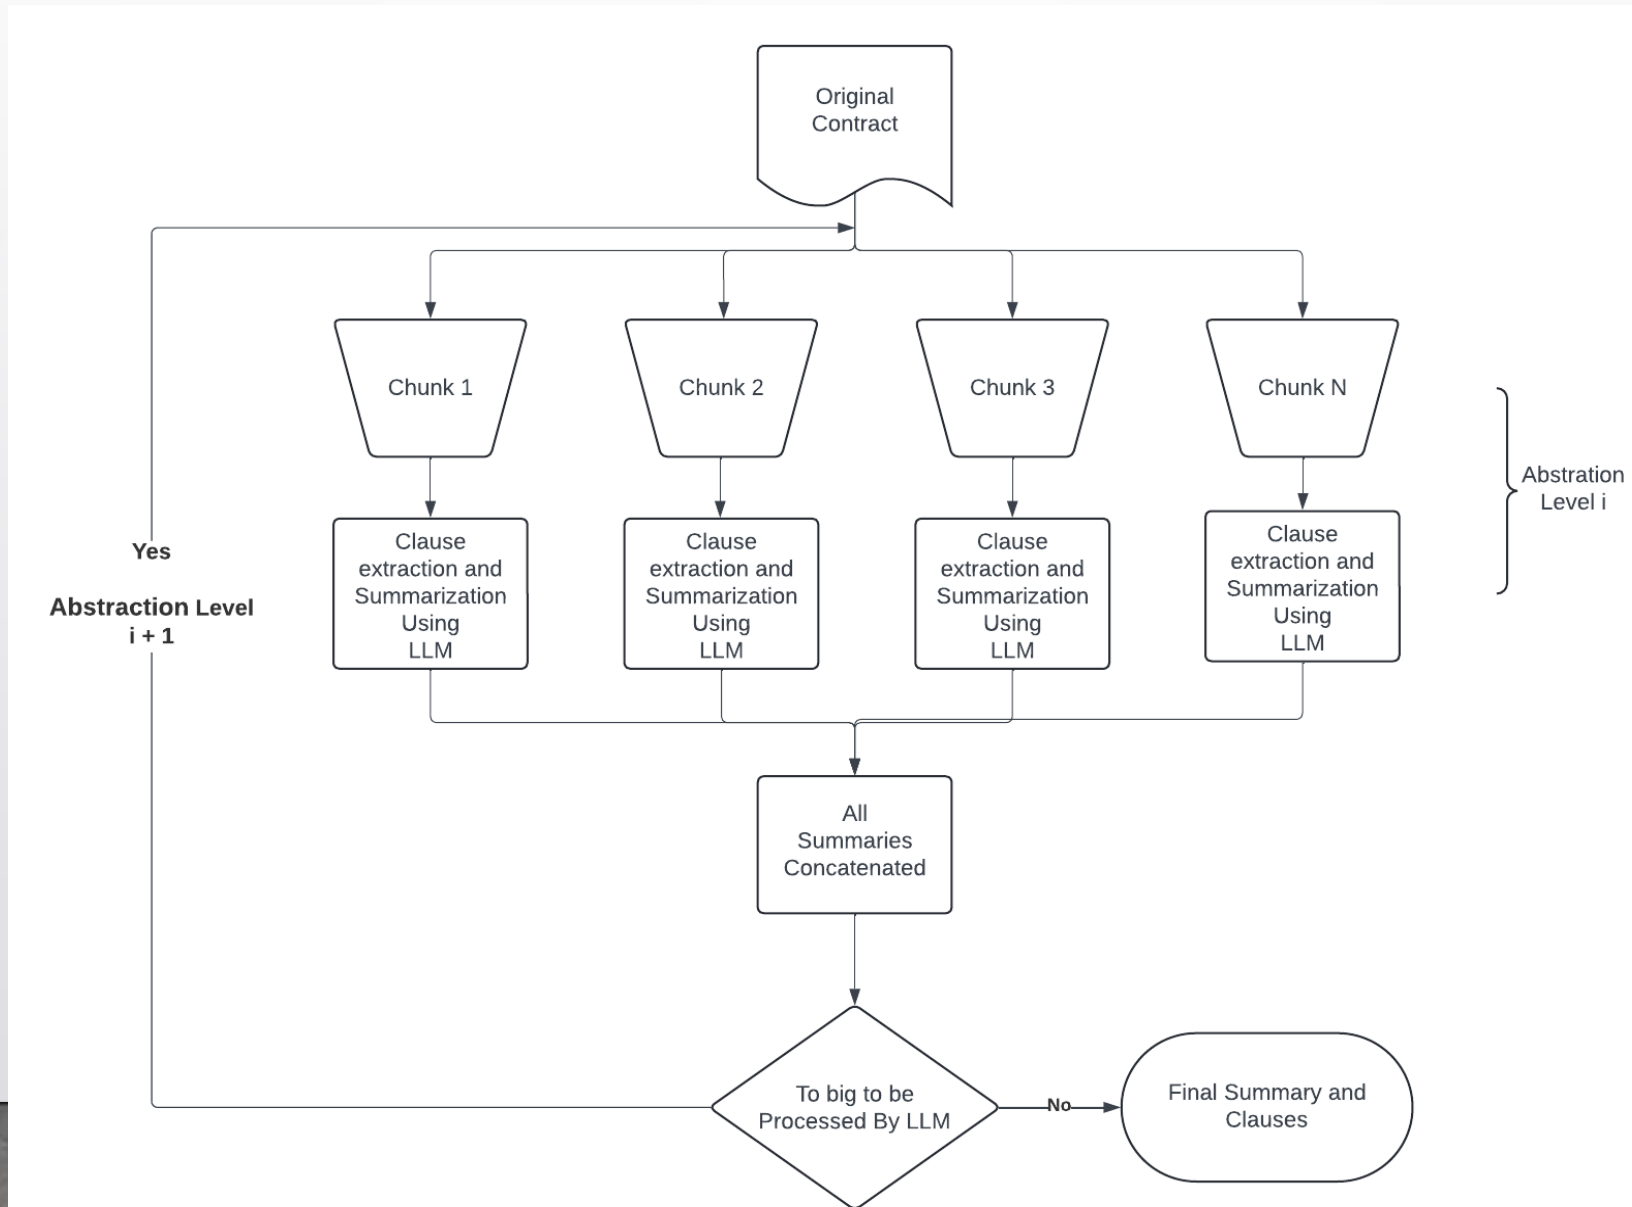 Original
Contract
Chunk 1
Chunk 2
Chunk 3
Chunk N
Abstration
Level i
Clause
extraction and
Summarization
Using
LLM
Clause
extraction and
Summarization
Using
LLM
Clause
extraction and
Summarization
Using
LLM
Clause
extraction and
Summarization
Using
LLM
Yes
Abstraction Level
i + 1
All
Summaries
Concatenated
To big to be
Processed By LLM
No
Final Summary and
Clauses